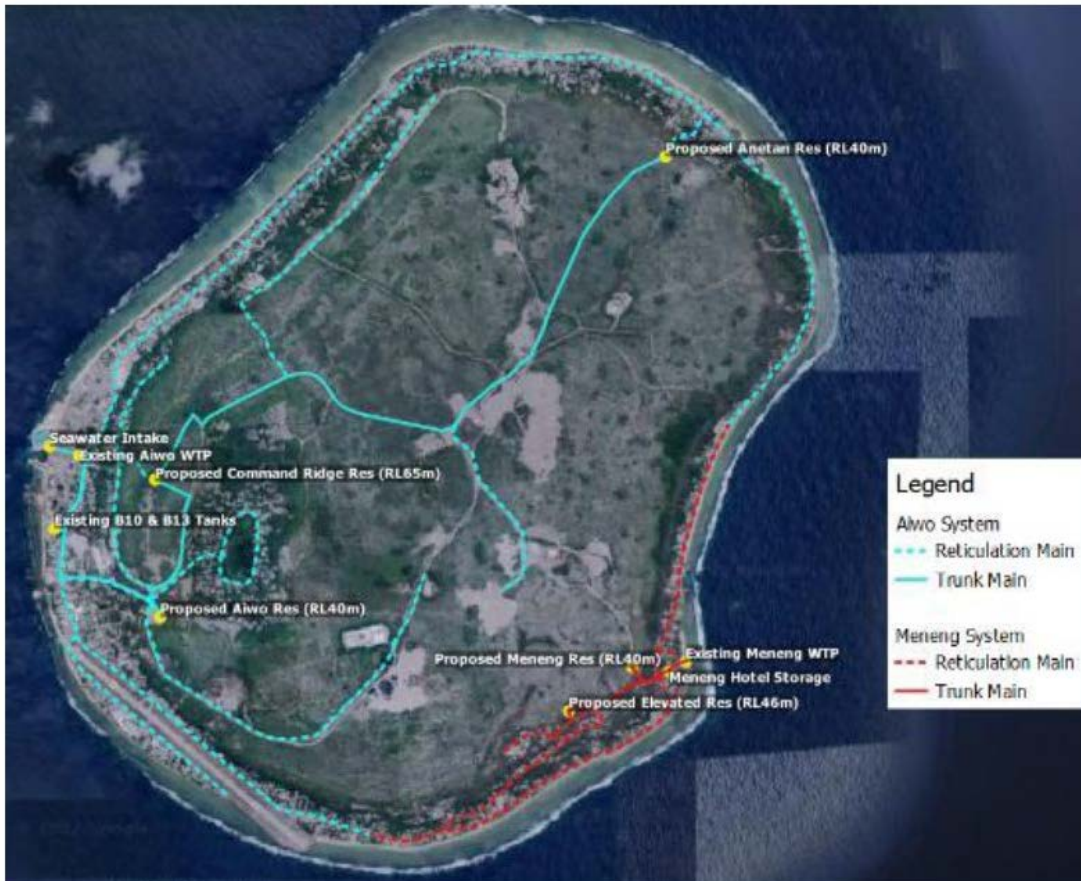 Proposed Anetan Res (RL40m)
Seawater Intake
Existing Aiwo WTP
Proposed Command Ridge Res (RL65m)
Existing B10 & B13 Tanks
Proposed Aiwo Res (RL40m)
Proposed Meneng Res (RL40m)
Existing Meneng WTP
Meneng Hotel Storage
Proposed Elevated Res (RL46m)
Legend
Aiwo System
Reticulation Main
Trunk Main
Meneng System
Reticulation Main
Trunk Main